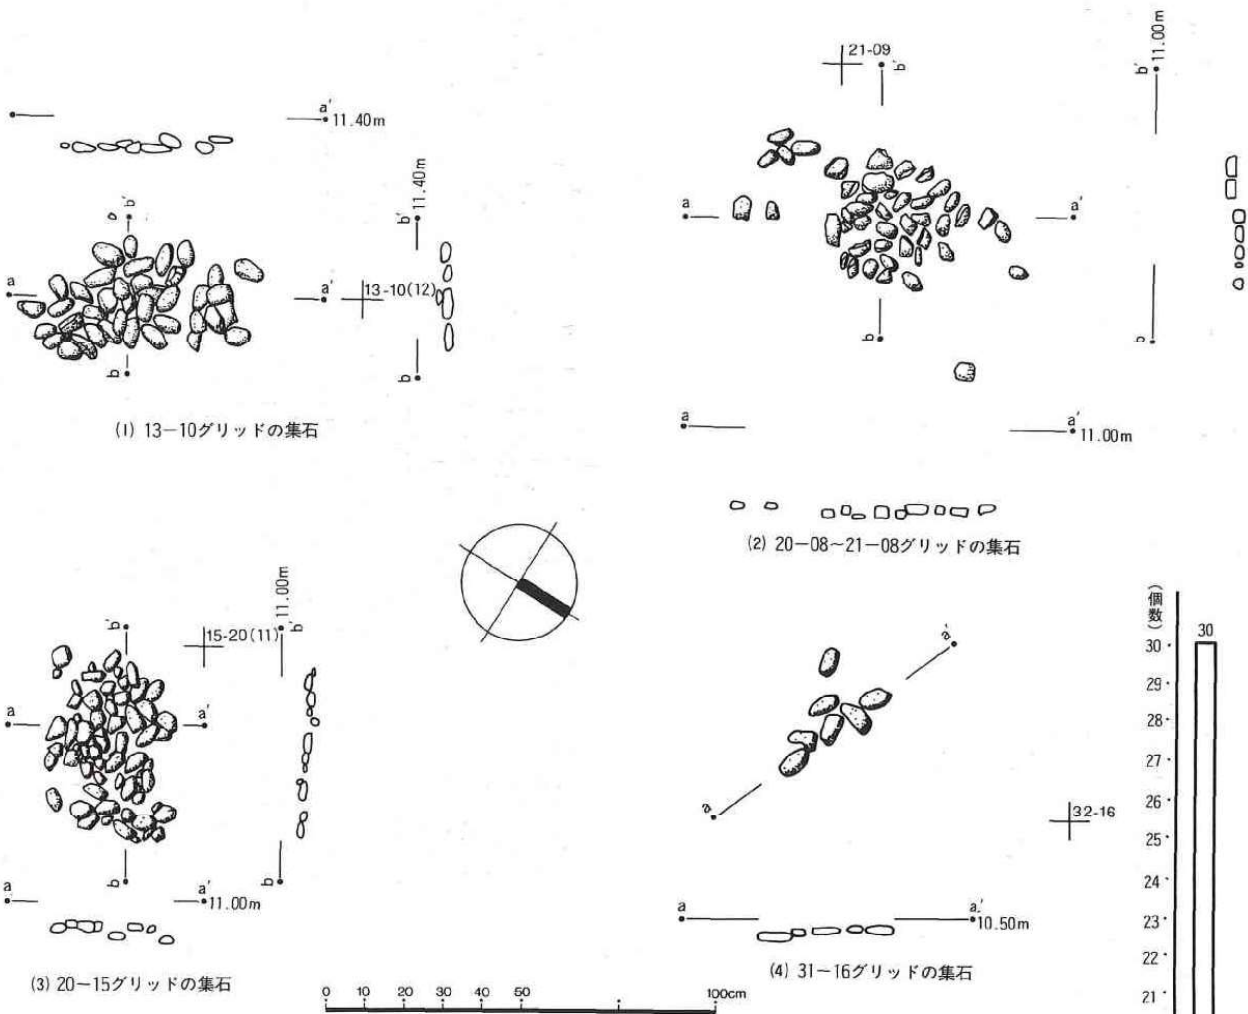 a'
11.40m
b'
11.40m
b'
a
a'
13-10(12)
b
b
(1) 13-10グリッドの集石
21-09
b'
b'
11.00m
a
a'
b
b
a
a'
11.00m
(2) 20-08~21-08グリッドの集石
b'
15-20(11)
11.00m
b'
a
a'
b
b
a
a'
11.00m
(3) 20-15グリッドの集石
a'
a
32-16
a
a'
10.50m
(4) 31-16グリッドの集石
0 10 20 30 40 50 100cm
(個数)
30
30
29
28
27
26
25
24
23
22
21